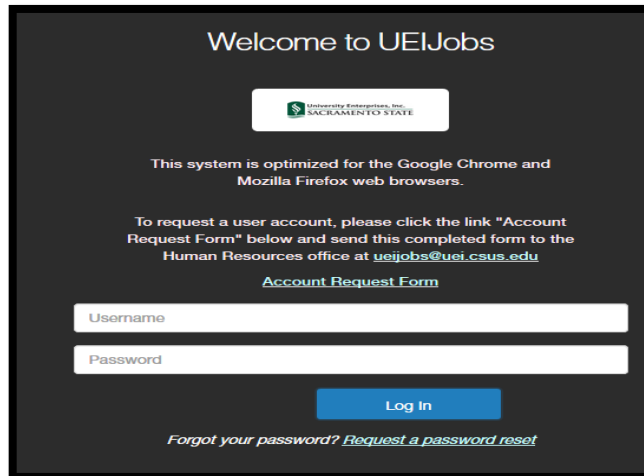 Welcome to UEIJobs
University Enterprises, Inc.
SACRAMENTO STATE
This system is optimized for the Google Chrome and
Mozilla Firefox web browsers.
To request a user account, please click the link "Account
Request Form" below and send this completed form to the
Human Resources office at ueijobs@uei.csus.edu
Account Request Form
Username
Password
Log In
Forgot your password? Request a password reset